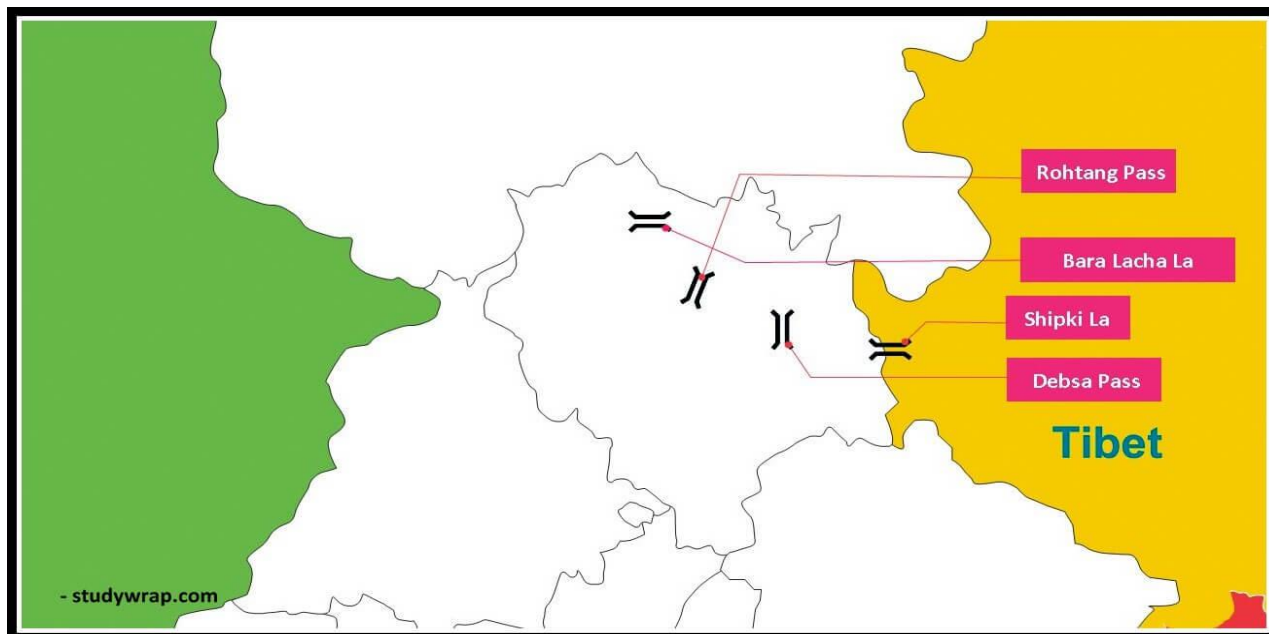 Rohtang Pass
Bara Lacha La
Shipki La
Debsa Pass
Tibet
- studywrap.com